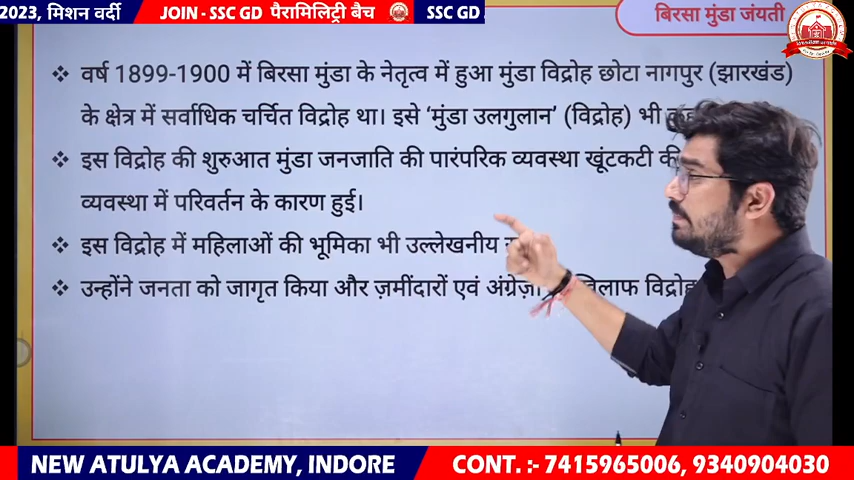 2023, मिशन वर्दी
JOIN - SSC GD पैरामिलिट्री बैच
SSC GD
बिरसा मुंडा जंयती
❖ वर्ष 1899-1900 में बिरसा मुंडा के नेतृत्व में हुआ मुंडा विद्रोह छोटा नागपुर (झारखंड)
के क्षेत्र में सर्वाधिक चर्चित विद्रोह था। इसे ‘मुंडा उलगुलान’ (विद्रोह) भी
❖ इस विद्रोह की शुरुआत मुंडा जनजाति की पारंपरिक व्यवस्था खूंटकटी की
व्यवस्था में परिवर्तन के कारण हुई।
❖ इस विद्रोह में महिलाओं की भूमिका भी उल्लेखनीय
❖ उन्होंने जनता को जागृत किया और ज़मींदारों एवं अंग्रेज़ों खिलाफ विद्रोह
NEW ATULYA ACADEMY, INDORE
CONT. :- 7415965006, 9340904030